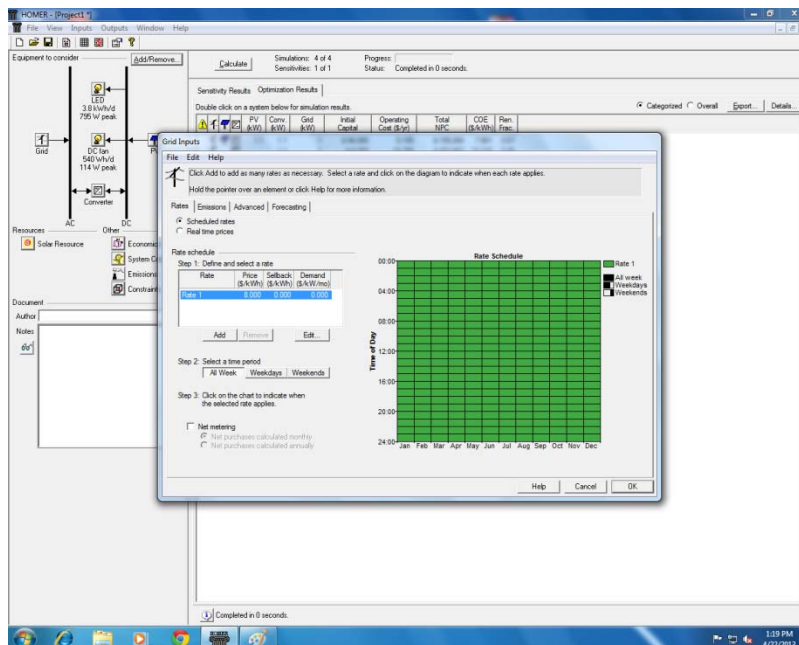 HOMER - [Project1 *]
File View Inputs Outputs Window Help
Equipment to consider
Add/Remove...
LED
3.8 kWh/d
795 W peak
Grid
DC fan
540 Wh/d
114 W peak
Converter
AC DC
Resources Other
Solar Resource
Economic
System Co
Emissions
Constraint
Document
Author
Notes
Calculate
Simulations: 4 of 4
Sensitivities: 1 of 1
Progress:
Status: Completed in 0 seconds.
Sensitivity Results Optimization Results
Double click on a system below for simulation results.
Categorized Overall Export... Details...
PV (kW) Conv. (kW) Grid (kW) Initial Capital Operating Cost ($/yr) Total NPC COE ($/kWh) Ren. Frac.
Grid Inputs
File Edit Help
Click Add to add as many rates as necessary. Select a rate and click on the diagram to indicate when each rate applies.
Hold the pointer over an element or click Help for more information.
Rates Emissions Advanced Forecasting
Scheduled rates
Real time prices
Rate schedule
Step 1: Define and select a rate
Rate Price ($/kWh) Sellback ($/kWh) Demand ($/kW/mo)
Rate 1 8.000 0.000 0.000
Add Remove Edit...
Step 2: Select a time period
All Week Weekdays Weekends
Step 3: Click on the chart to indicate when
the selected rate applies.
Net metering
Net purchases calculated monthly
Net purchases calculated annually
Rate Schedule
Time of Day
00:00
04:00
08:00
12:00
16:00
20:00
24:00
Jan Feb Mar Apr May Jun Jul Aug Sep Oct Nov Dec
Rate 1
All week
Weekdays
Weekends
Help Cancel OK
Completed in 0 seconds.
1:19 PM
4/22/2013